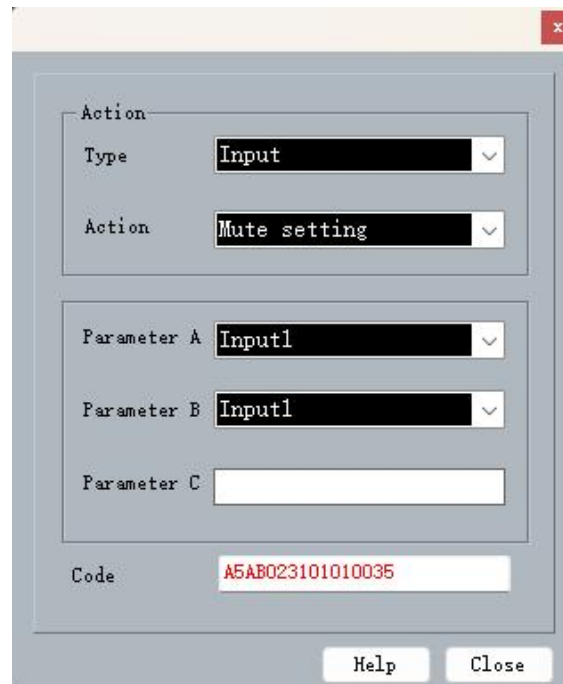 x
Action
Type Input
Action Mute setting
Parameter A Input1
Parameter B Input1
Parameter C
Code A5AB023101010035
Help Close